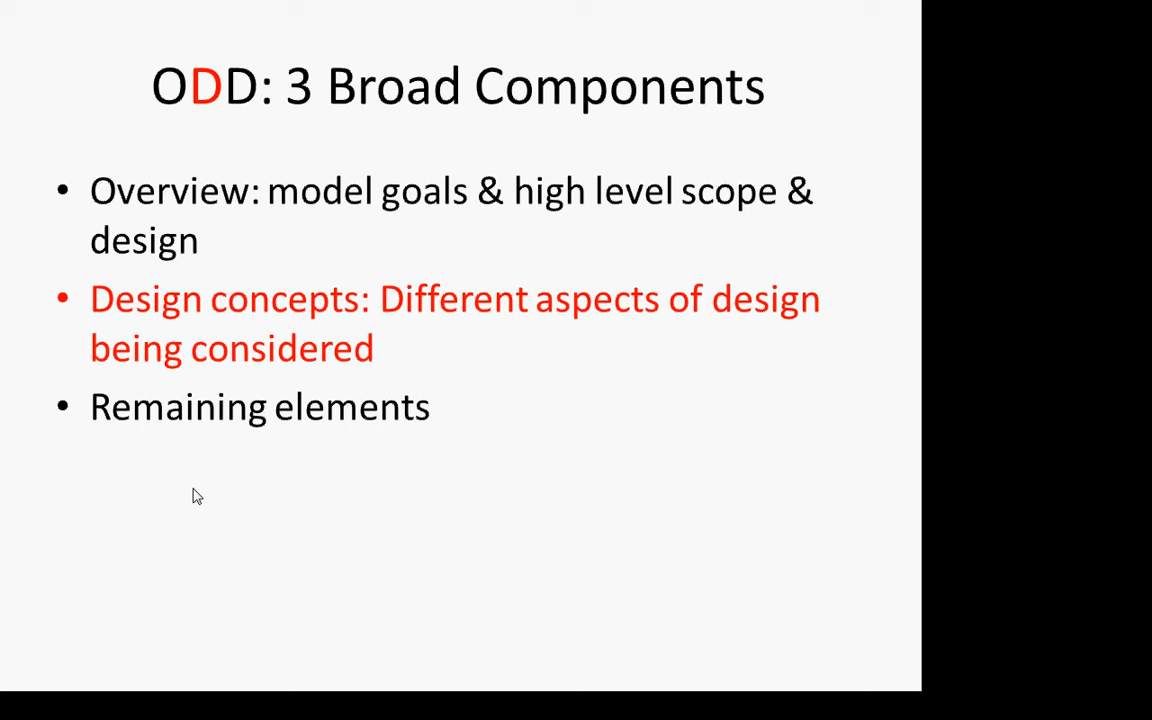 ODD: 3 Broad Components
• Overview: model goals & high level scope &
design
• Design concepts: Different aspects of design
being considered
• Remaining elements